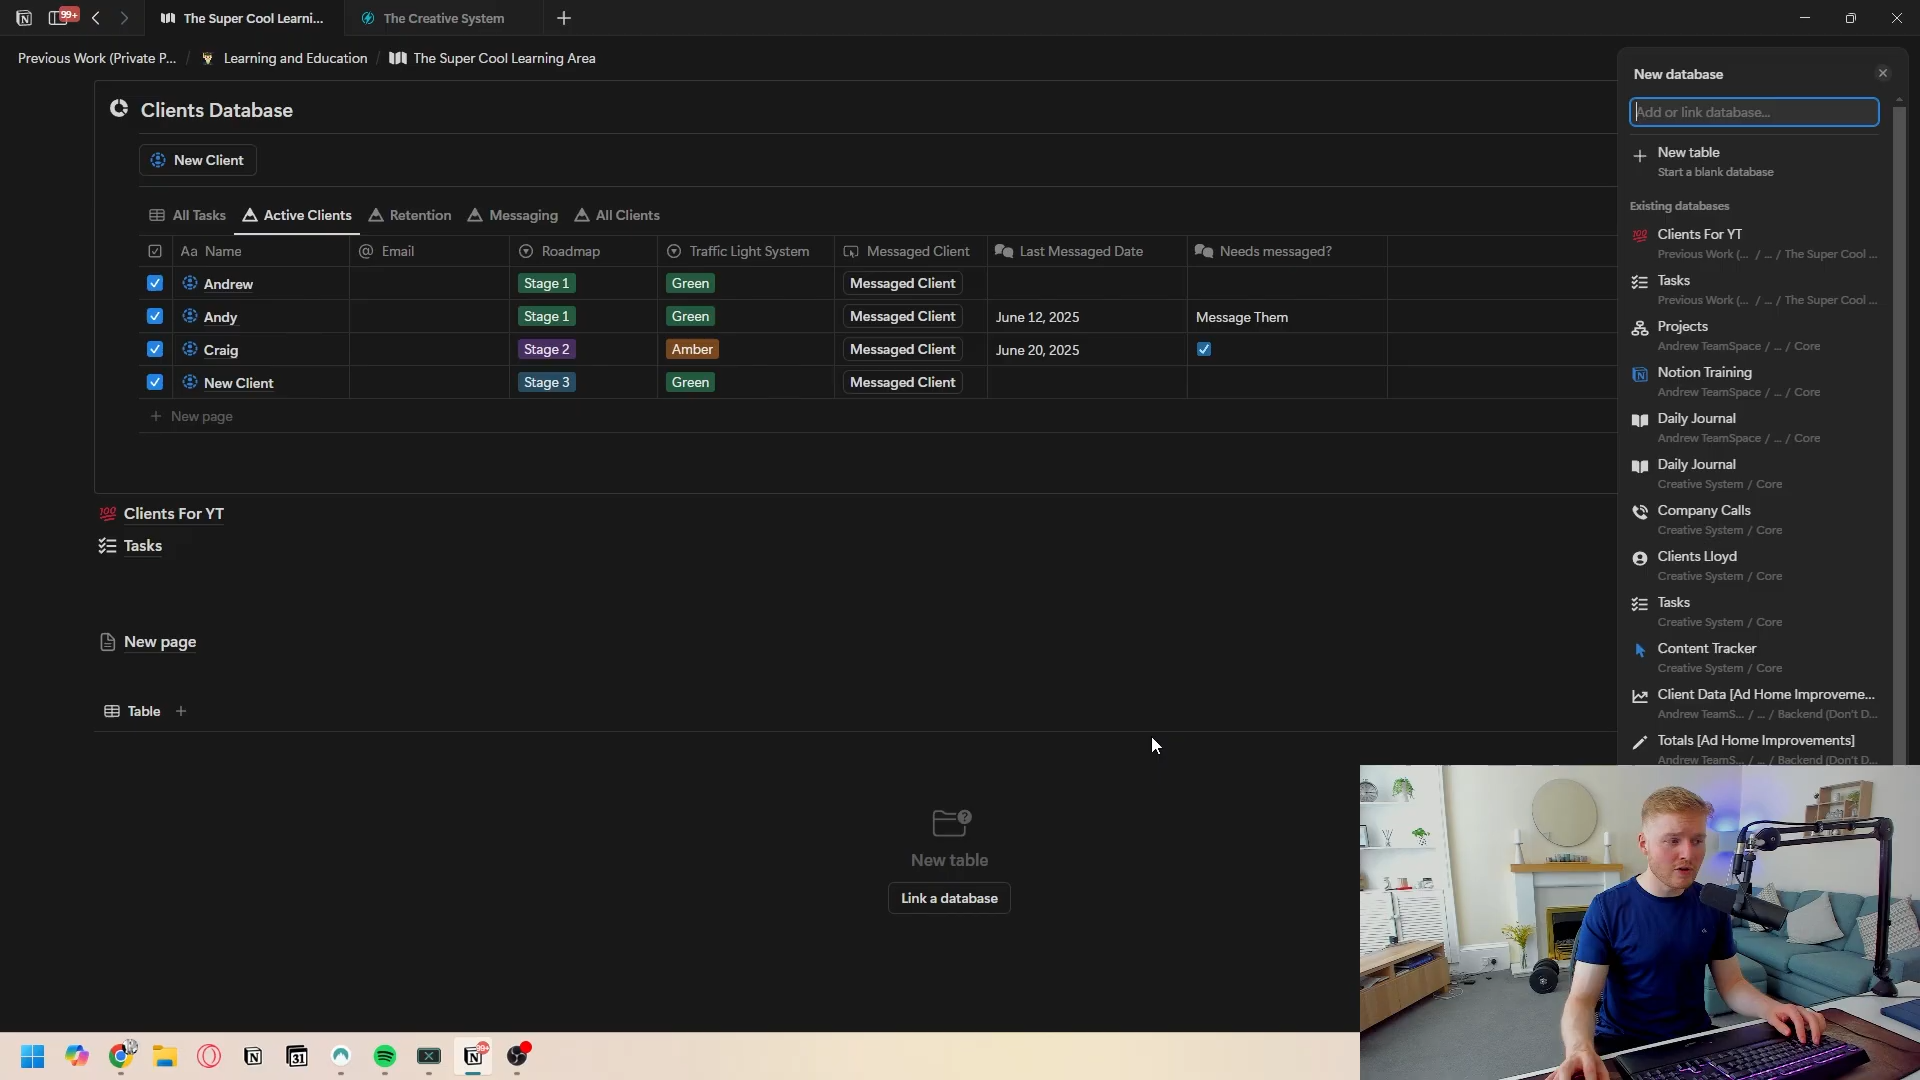 99+
The Super Cool Learni...
The Creative System
Previous Work (Private P... / Learning and Education / The Super Cool Learning Area
Clients Database
New Client
All Tasks
Active Clients
Retention
Messaging
All Clients
Aa Name
@ Email
Roadmap
Traffic Light System
Messaged Client
Last Messaged Date
Needs messaged?
Andrew
Stage 1
Green
Messaged Client
Andy
Stage 1
Green
Messaged Client
June 12, 2025
Message Them
Craig
Stage 2
Amber
Messaged Client
June 20, 2025
New Client
Stage 3
Green
Messaged Client
+ New page
100 Clients For YT
Tasks
New page
Table +
New table
Link a database
New database
Add or link database...
New table
Start a blank database
Existing databases
100 Clients For YT
Previous Work (... / ... / The Super Cool ...
Tasks
Previous Work (... / ... / The Super Cool ...
Projects
Andrew TeamSpace / ... / Core
Notion Training
Andrew TeamSpace / ... / Core
Daily Journal
Andrew TeamSpace / ... / Core
Daily Journal
Creative System / Core
Company Calls
Creative System / Core
Clients Lloyd
Creative System / Core
Tasks
Creative System / Core
Content Tracker
Creative System / Core
Client Data [Ad Home Improveme...
Andrew TeamS... / ... / Backend (Don't D...
Totals [Ad Home Improvements]
Andrew TeamS... / ... / Backend (Don't D...
31
99+